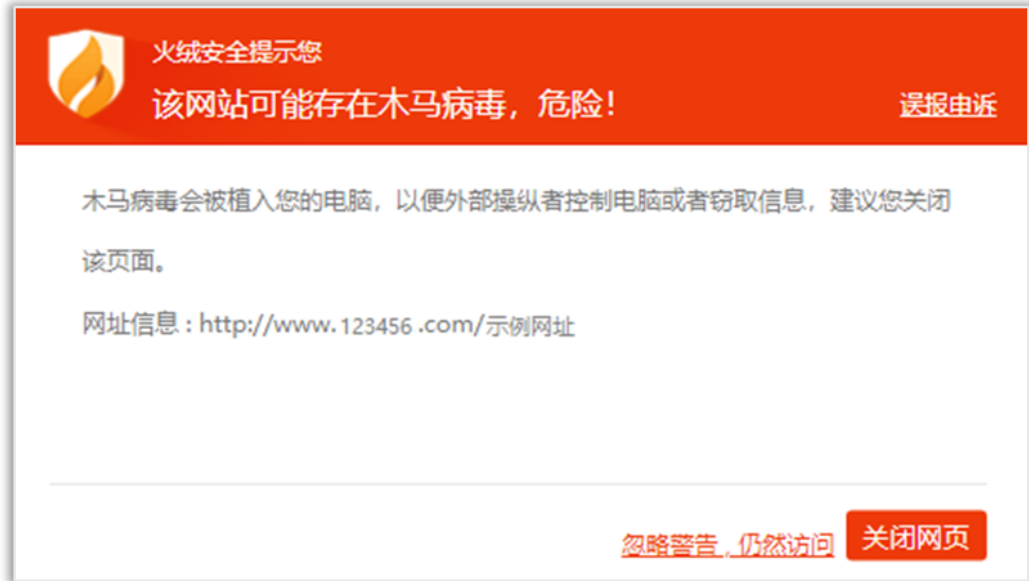 火绒安全提示您
该网站可能存在木马病毒，危险！
误报申诉
木马病毒会被植入您的电脑，以便外部操纵者控制电脑或者窃取信息，建议您关闭
该页面。
网址信息：http://www.123456.com/示例网址
忽略警告，仍然访问
关闭网页